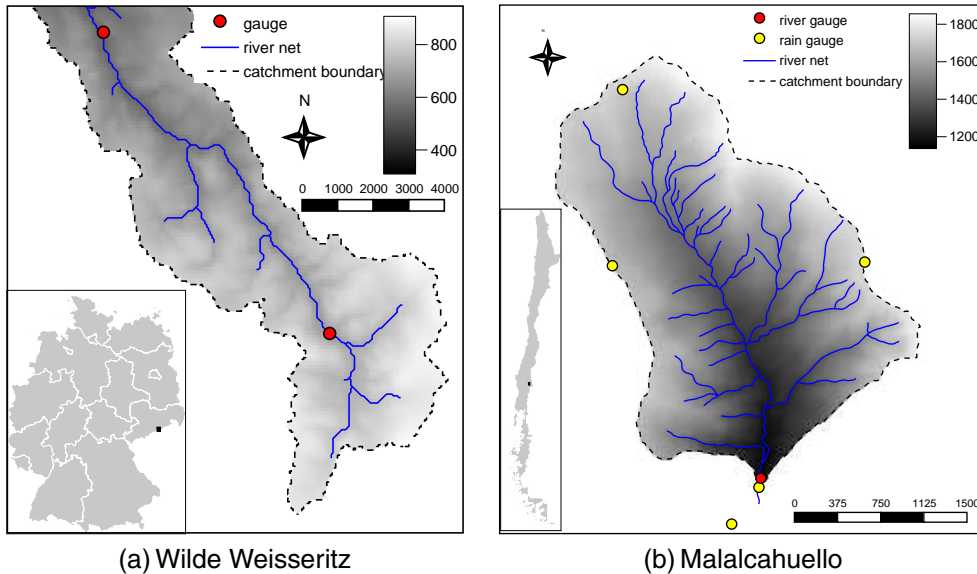 gauge
river net
catchment boundary
800
600
400
N
0 1000 2000 3000 4000
(a) Wilde Weisseritz
river gauge
rain gauge
river net
catchment boundary
1800
1600
1400
1200
0 375 750 1125 1500
(b) Malalcahuello